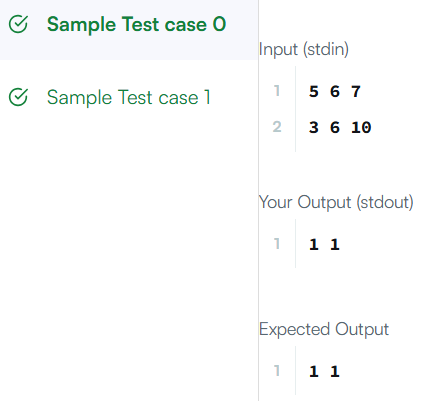 Sample Test case 0
Sample Test case 1
Input (stdin)
1 5 6 7
2 3 6 10
Your Output (stdout)
1 1 1
Expected Output
1 1 1